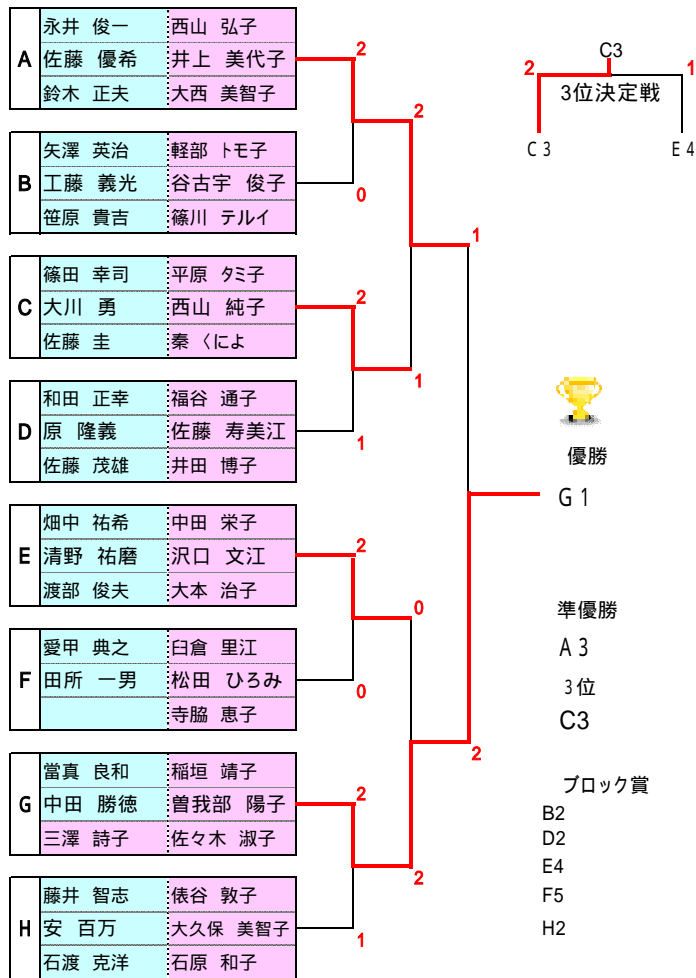 永井 俊一 西山 弘子
A 佐藤 優希 井上 美代子
鈴木 正夫 大西 美智子
2
2
0
矢澤 英治 軽部 トモ子
B 工藤 義光 谷古宇 俊子
笹原 貴吉 篠川 テルイ
1
篠田 幸司 平原 タミ子
C 大川 勇 西山 純子
佐藤 圭 秦 くによ
2
1
1
和田 正幸 福谷 通子
D 原 隆義 佐藤 寿美江
佐藤 茂雄 井田 博子
畑中 祐希 中田 栄子
E 清野 祐磨 沢口 文江
渡部 俊夫 大本 治子
2
0
0
愛甲 典之 臼倉 里江
F 田所 一男 松田 ひろみ
寺脇 恵子
2
當真 良和 稲垣 靖子
G 中田 勝徳 曽我部 陽子
三澤 詩子 佐々木 淑子
2
2
1
藤井 智志 俵谷 敦子
H 安 百万 大久保 美智子
石渡 克洋 石原 和子
C3
2 1
3位決定戦
C 3 E 4
優勝
G 1
準優勝
A 3
3位
C3
ブロック賞
B2
D2
E4
F5
H2